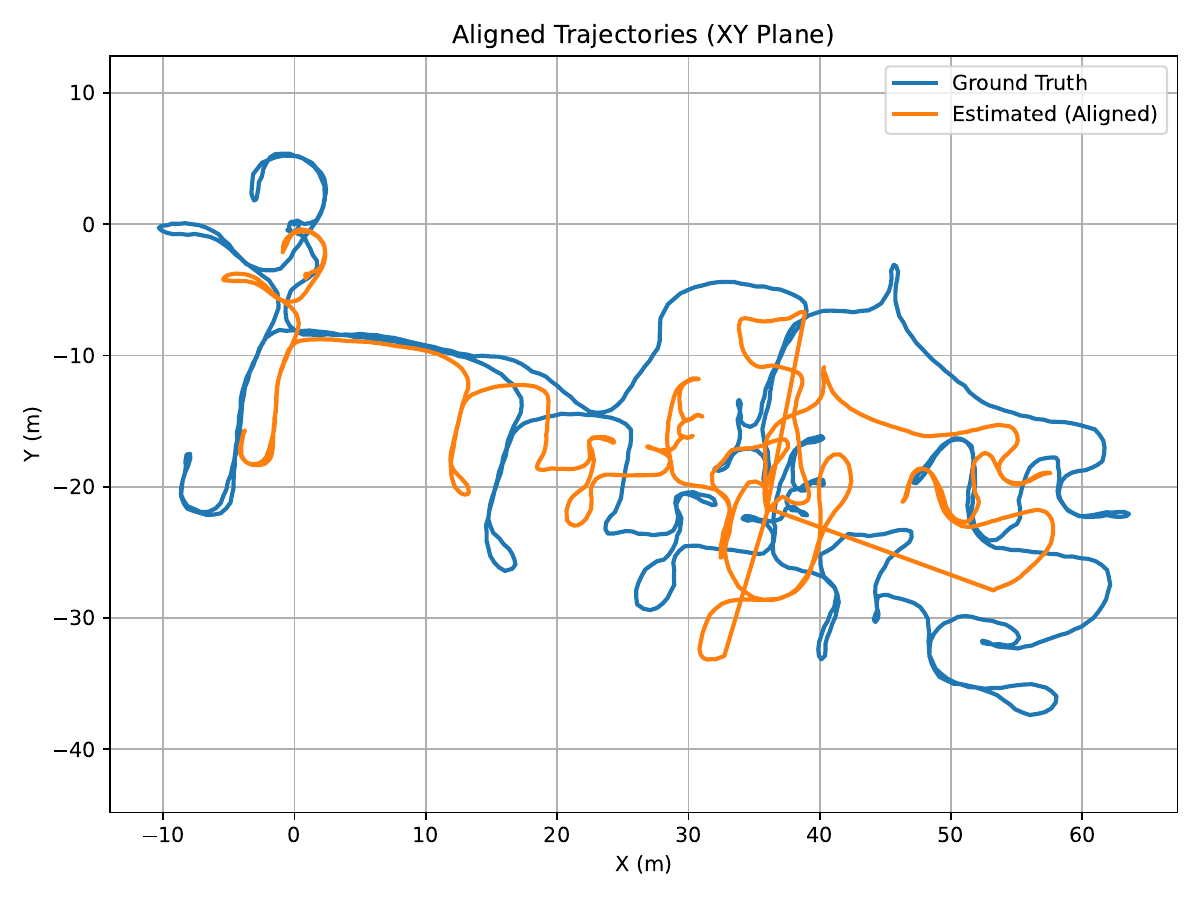 Aligned Trajectories (XY Plane)
Ground Truth
Estimated (Aligned)
10
0
−10
−20
−30
−40
Y (m)
−10 0 10 20 30 40 50 60
X (m)